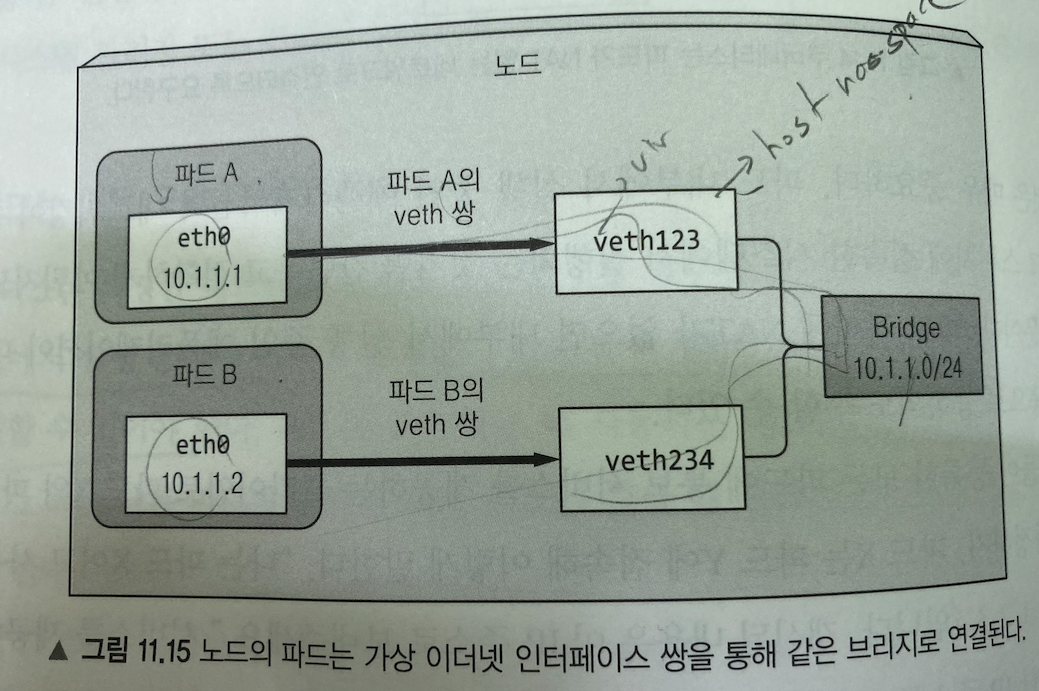 노드
host
파드 A
eth0
10.1.1.1
파드 A의
veth 쌍
veth123
Bridge
10.1.1.0/24
파드 B
eth0
10.1.1.2
파드 B의
veth 쌍
veth234
▲ 그림 11.15 노드의 파드는 가상 이더넷 인터페이스 쌍을 통해 같은 브리지로 연결된다.